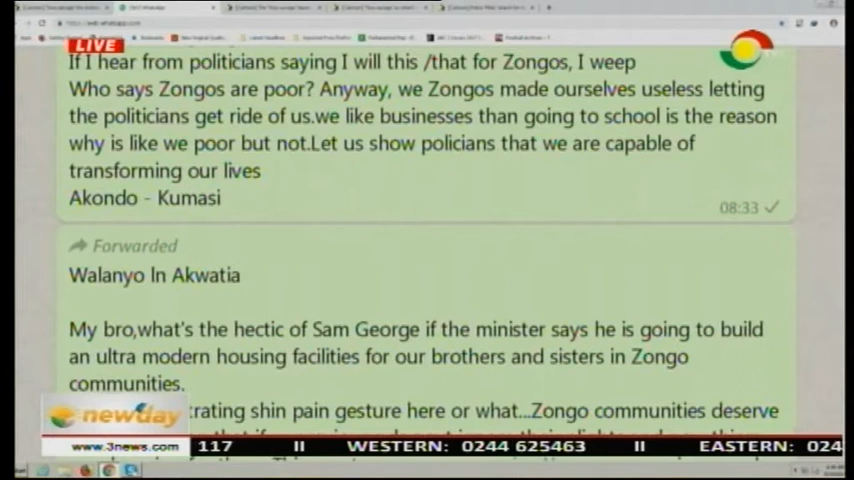 LIVE
If I hear from politicians saying I will this /that for Zongos, I weep
Who says Zongos are poor? Anyway, we Zongos made ourselves useless letting
the politicians get ride of us.we like businesses than going to school is the reason
why is like we poor but not.Let us show policians that we are capable of
transforming our lives
Akondo - Kumasi
08:33
Forwarded
Walanyo In Akwatia
My bro,what's the hectic of Sam George if the minister says he is going to build
an ultra modern housing facilities for our brothers and sisters in Zongo
communities.
trating shin pain gesture here or what...Zongo communities deserve
newday
www.3news.com
117 II WESTERN: 0244 625463 II EASTERN: 024